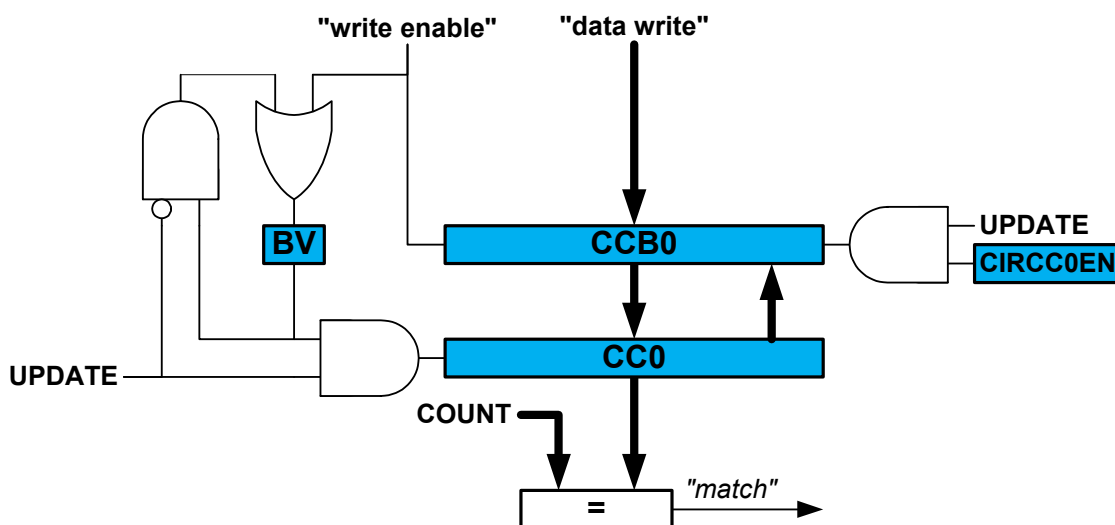 "write enable"
"data write"
UPDATE
BV
CCB0
CIRCC0EN
CC0
UPDATE
COUNT
"match"
=